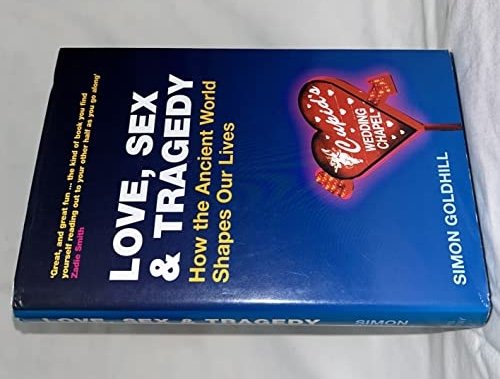 'Great, and great fun ... the kind of book you find
yourself reading out to your other half as you go along'
Zadie Smith
LOVE, SEX
& TRAGEDY
How the Ancient World
Shapes Our Lives
Cupid's
WEDDING
CHAPEL
SIMON GOLDHILL
LOVE, SEX & TRAGEDY
SIMON